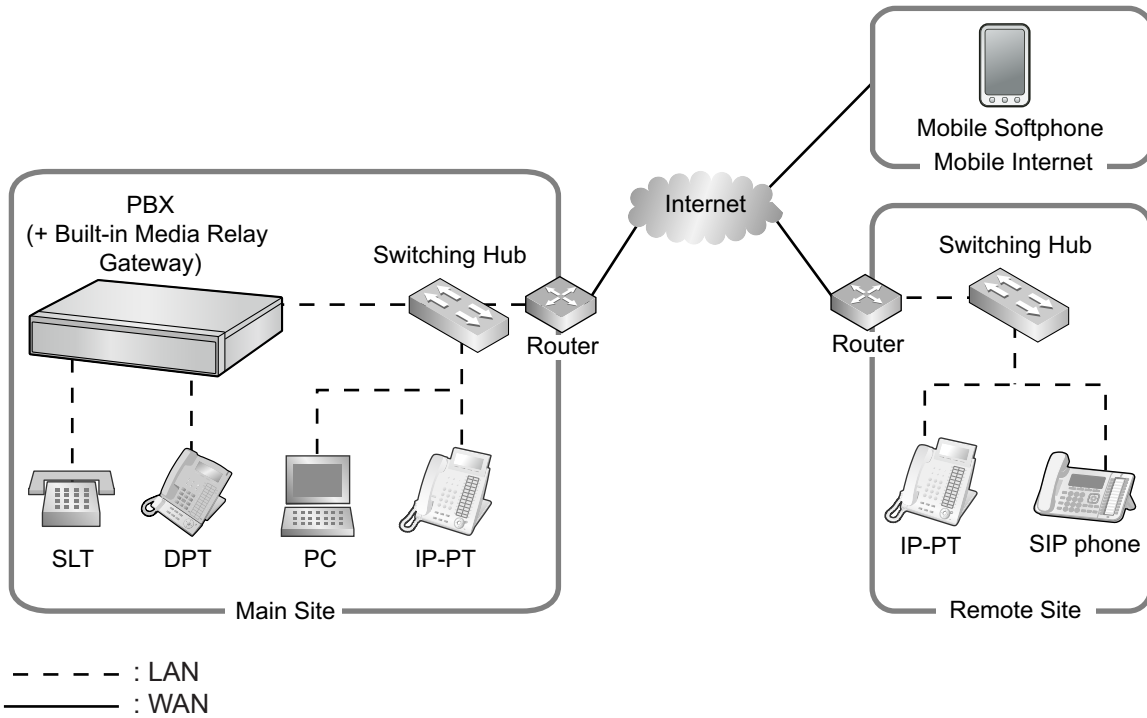 Mobile Softphone
Mobile Internet
PBX
(+ Built-in Media Relay
Gateway)
Switching Hub
Router
Internet
Switching Hub
Router
SLT
DPT
PC
IP-PT
IP-PT
SIP phone
Main Site
Remote Site
: LAN
: WAN